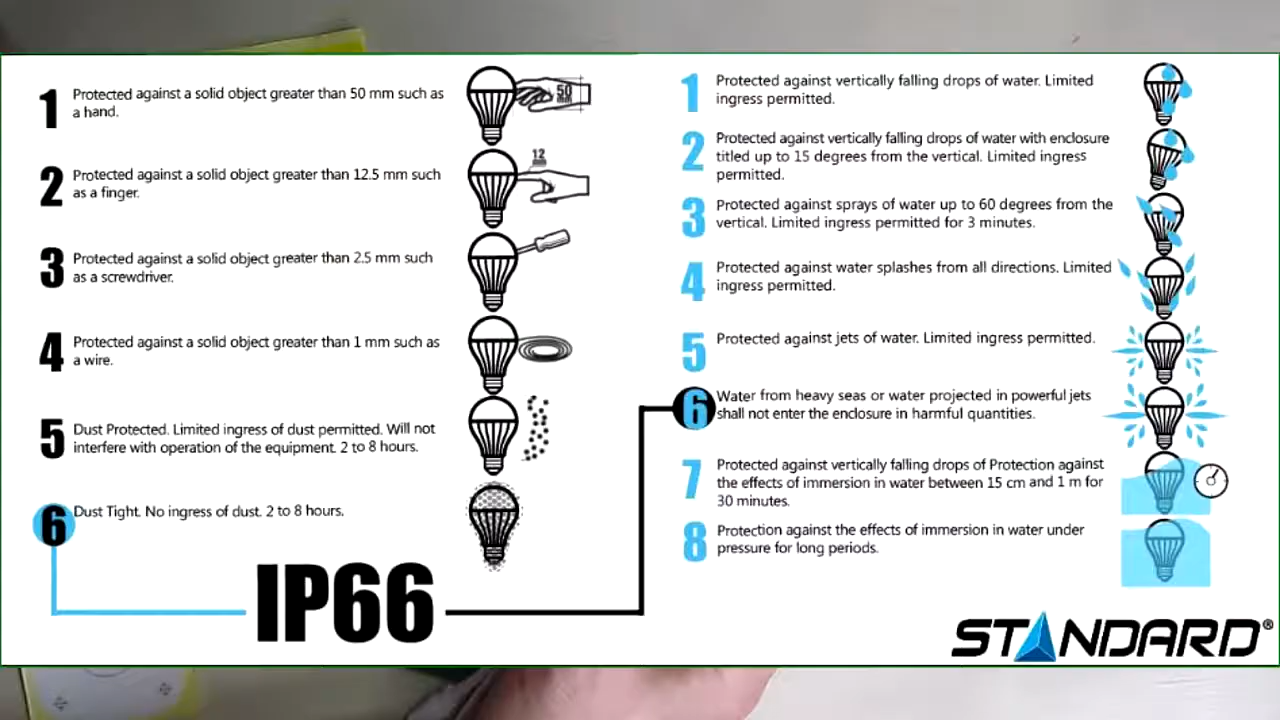 1
Protected against a solid object greater than 50 mm such as
a hand.
50
mm
2
Protected against a solid object greater than 12.5 mm such
as a finger.
12
3
Protected against a solid object greater than 2.5 mm such
as a screwdriver.
4
Protected against a solid object greater than 1 mm such as
a wire.
5
Dust Protected. Limited ingress of dust permitted. Will not
interfere with operation of the equipment. 2 to 8 hours.
6
Dust Tight. No ingress of dust. 2 to 8 hours.
IP66
1
Protected against vertically falling drops of water. Limited
ingress permitted.
2
Protected against vertically falling drops of water with enclosure
titled up to 15 degrees from the vertical. Limited ingress
permitted.
3
Protected against sprays of water up to 60 degrees from the
vertical. Limited ingress permitted for 3 minutes.
4
Protected against water splashes from all directions. Limited
ingress permitted.
5
Protected against jets of water. Limited ingress permitted.
6
Water from heavy seas or water projected in powerful jets
shall not enter the enclosure in harmful quantities.
7
Protected against vertically falling drops of Protection against
the effects of immersion in water between 15 cm and 1 m for
30 minutes.
8
Protection against the effects of immersion in water under
pressure for long periods.
STANDARD®